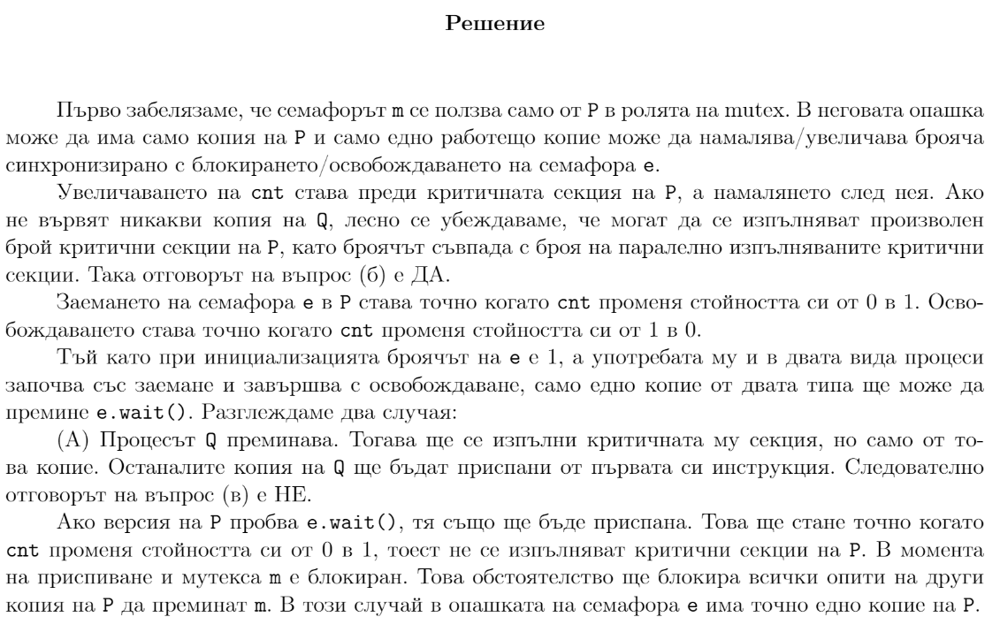 Решение
Първо забелязаме, че семафорът m се ползва само от P в ролята на mutex. В неговата опашка
може да има само копия на P и само едно работещо копие може да намалява/увеличава брояча
синхронизирано с блокирането/освобождаването на семафора e.
Увеличаването на cnt става преди критичната секция на P, а намалянето след нея. Ако
не вървят никакви копия на Q, лесно се убеждаваме, че могат да се изпълняват произволен
брой критични секции на P, като броячът съвпада с броя на паралелно изпълняваните критични
секции. Така отговорът на въпрос (б) е ДА.
Заемането на семафора e в P става точно когато cnt променя стойността си от 0 в 1. Осво-
бождаването става точно когато cnt променя стойността си от 1 в 0.
Тъй като при инициализацията броячът на e е 1, а употребата му и в двата вида процеси
започва със заемане и завършва с освобождаване, само едно копие от двата типа ще може да
премине e.wait(). Разглеждаме два случая:
(А) Процесът Q преминава. Тогава ще се изпълни критичната му секция, но само от то-
ва копие. Останалите копия на Q ще бъдат приспани от първата си инструкция. Следователно
отговорът на въпрос (в) е НЕ.
Ако версия на P пробва e.wait(), тя също ще бъде приспана. Това ще стане точно когато
cnt променя стойността си от 0 в 1, тоест не се изпълняват критични секции на P. В момента
на приспиване и мутекса m е блокиран. Това обстоятелство ще блокира всички опити на други
копия на P да преминат m. В този случай в опашката на семафора e има точно едно копие на P.